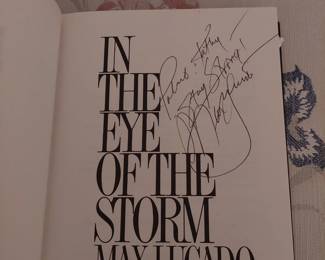 Stay Strong!
IN
THE
EYE
OF THE
STORM
MAX LUCADO